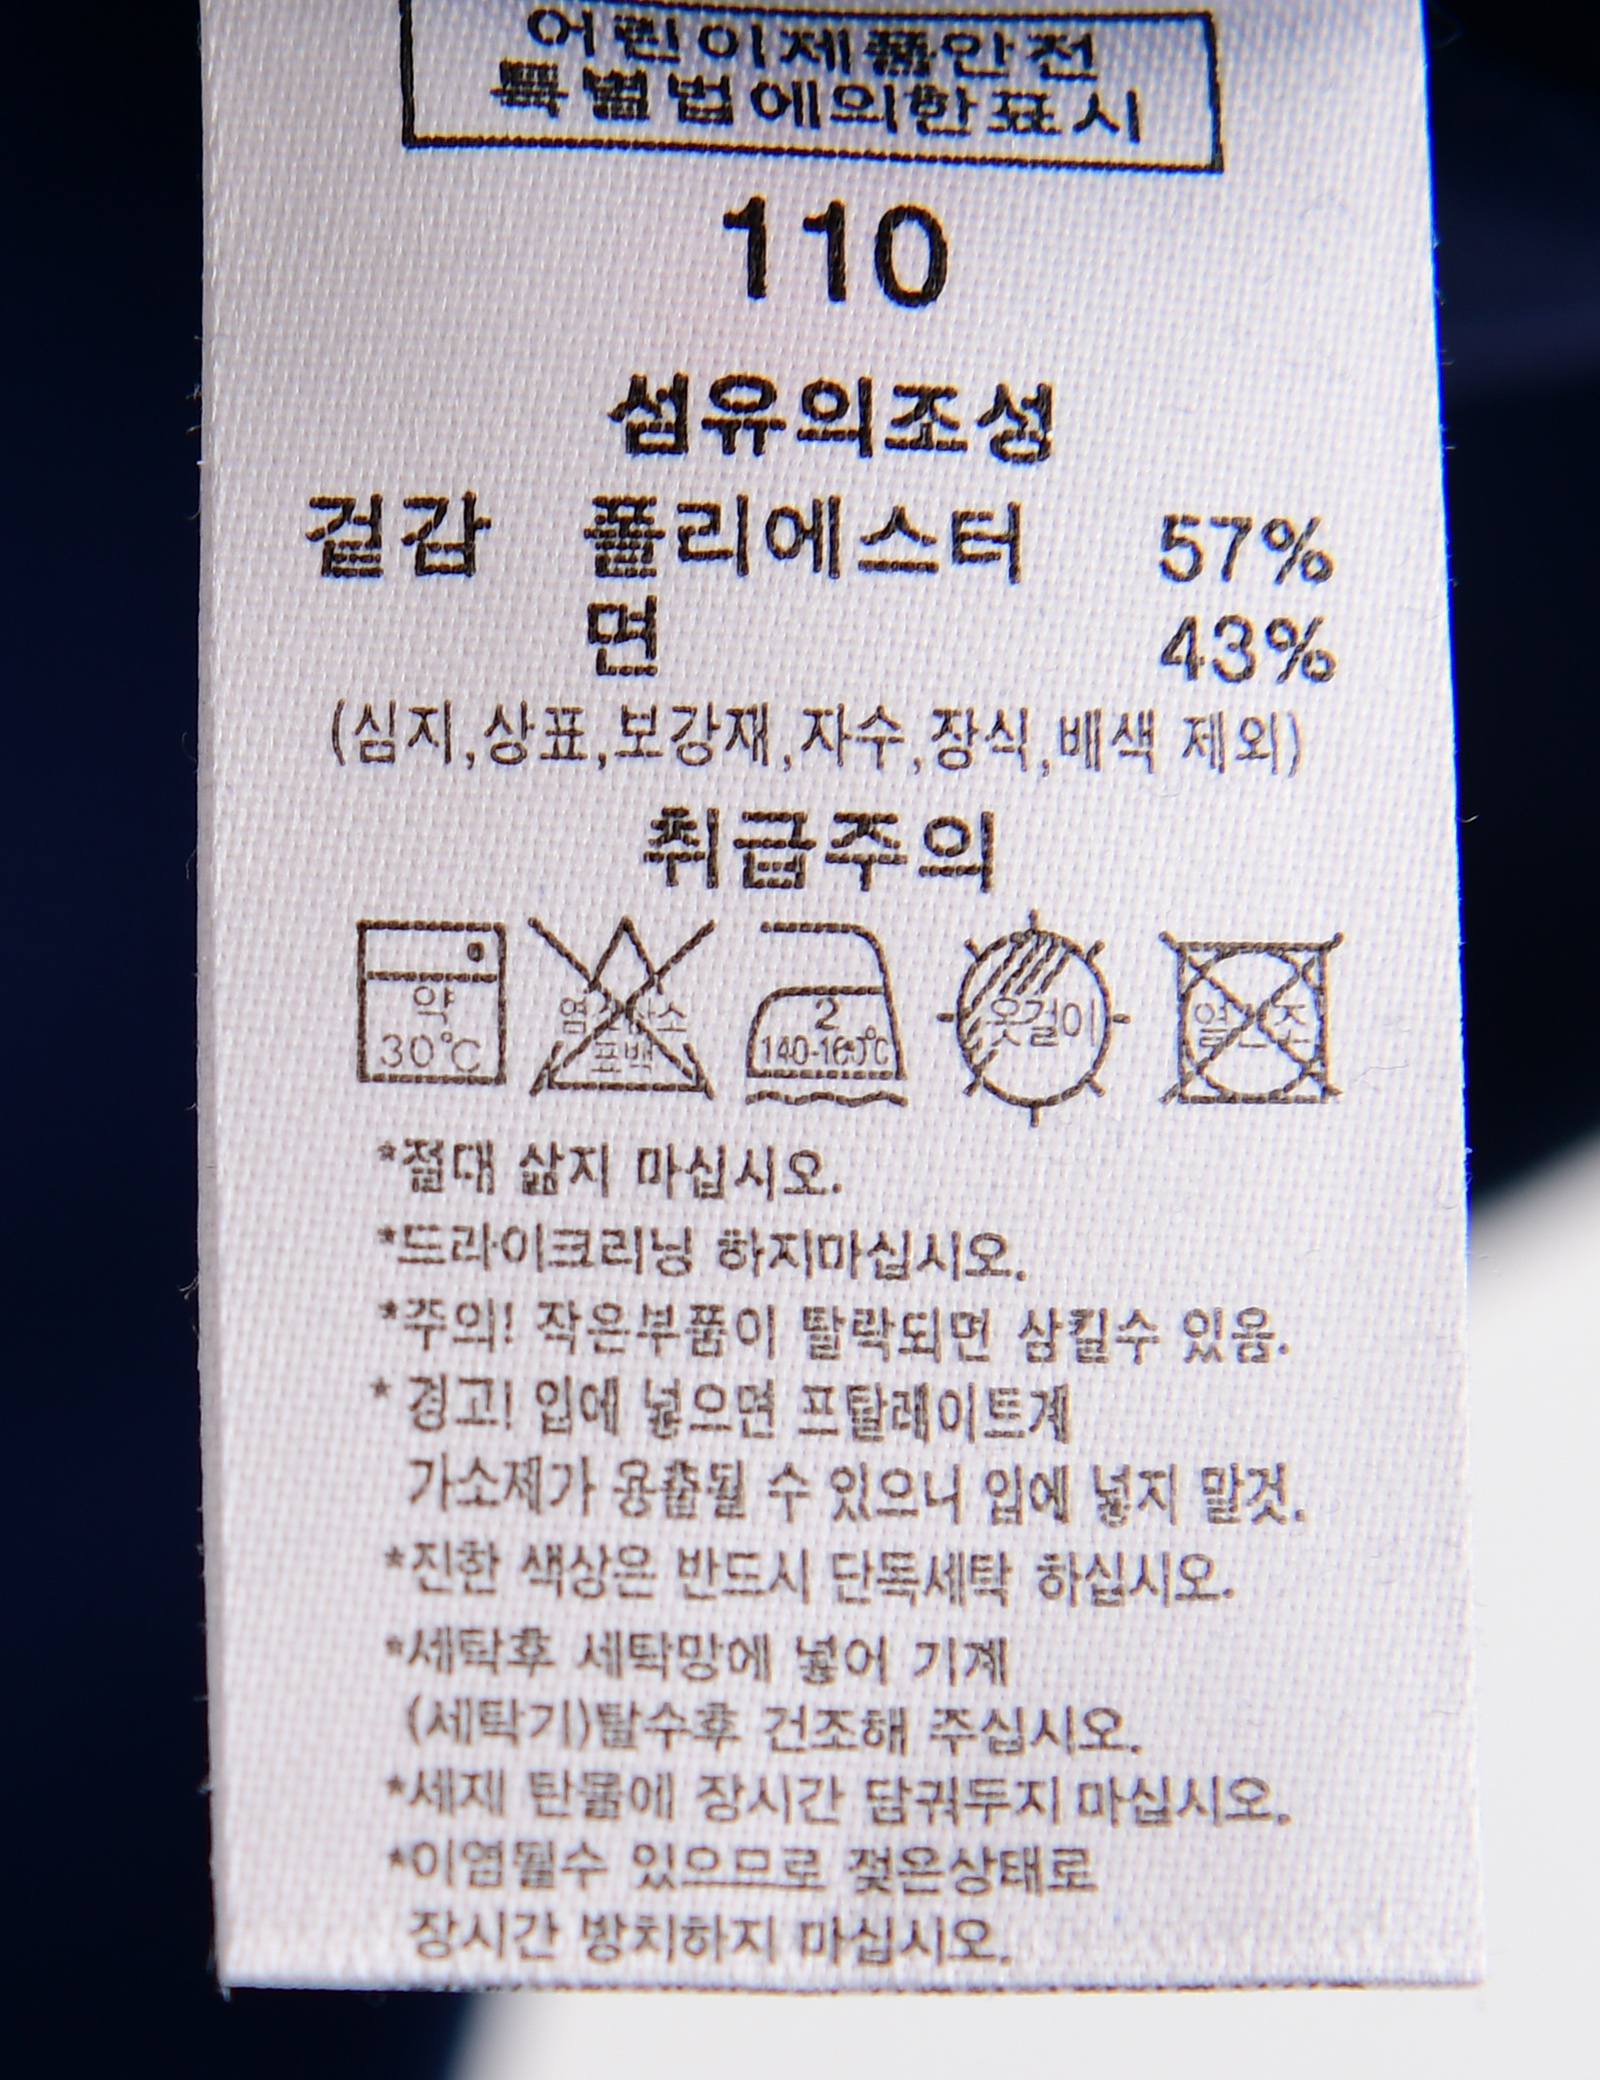 어린이제품안전
특별법에의한표시
110
섬유의조성
겉감 폴리에스터 57%
면 43%
(심지,상표,보강재,자수,장식,배색 제외)
취급주의
약
30℃
염소산소
표백
2
140-160℃
옷걸이
열건조
*절대 삶지 마십시오.
*드라이크리닝 하지마십시오.
*주의! 작은부품이 탈락되면 삼킬수 있음.
* 경고! 입에 넣으면 프탈레이트계
가소제가 용출될 수 있으니 입에 넣지 말것.
*진한 색상은 반드시 단독세탁 하십시오.
*세탁후 세탁망에 넣어 기계
(세탁기)탈수후 건조해 주십시오.
*세제 탄물에 장시간 담궈두지 마십시오.
*이염될수 있으므로 젖은상태로
장시간 방치하지 마십시오.